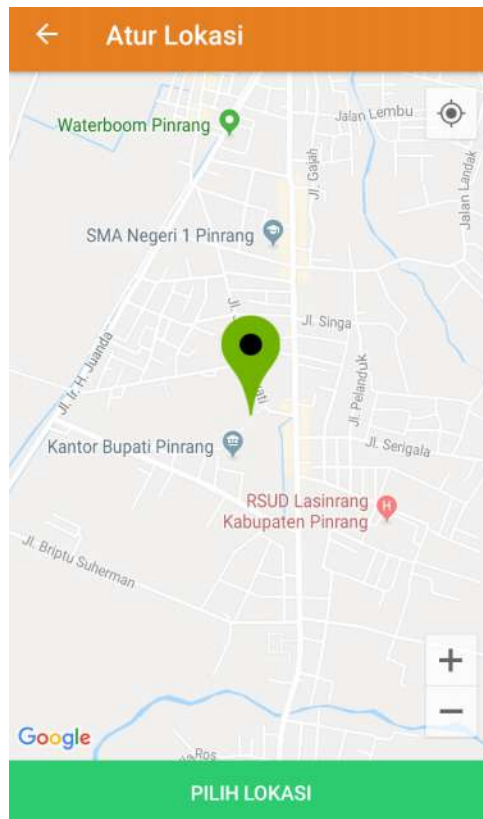 Atur Lokasi
Jalan Lembu
Waterboom Pinrang
Jl. Gajah
Jalan Landak
SMA Negeri 1 Pinrang
Jl. Singa
Jl. Ir. H. Juanda
Jl. Pelanduk
Kantor Bupati Pinrang
Jl. Serigala
RSUD Lasinrang
Kabupaten Pinrang
Jl. Briptu Suherman
+
−
Google
Ros
PILIH LOKASI